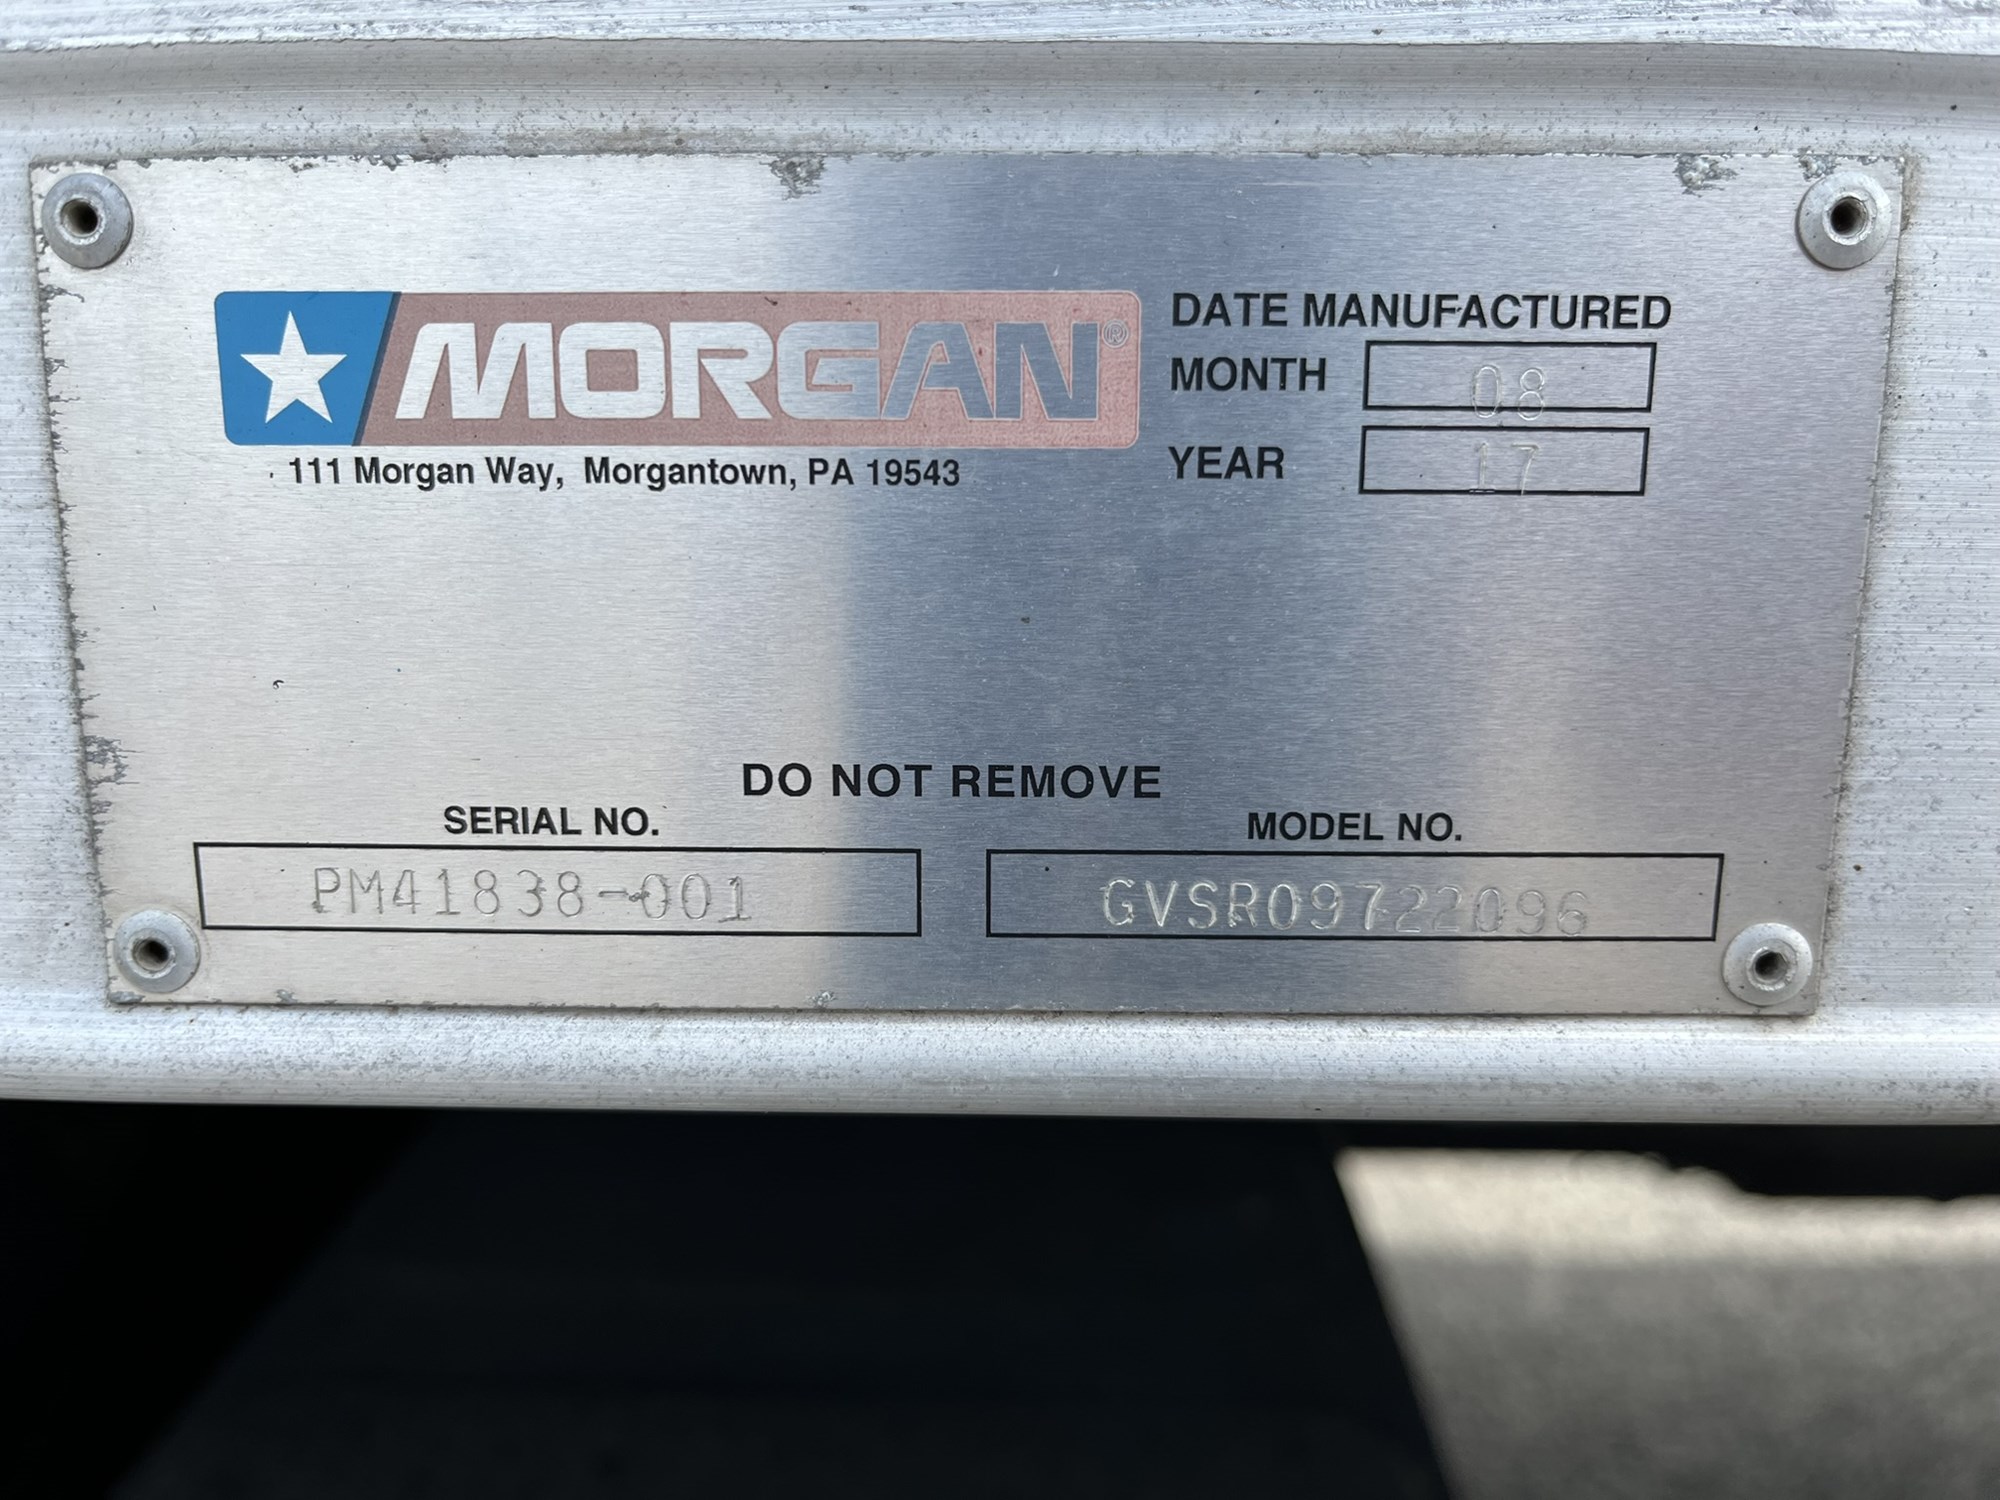 MORGAN®
111 Morgan Way, Morgantown, PA 19543
DATE MANUFACTURED
MONTH 08
YEAR 17
DO NOT REMOVE
SERIAL NO.
PM41838-001
MODEL NO.
GVSR09722096